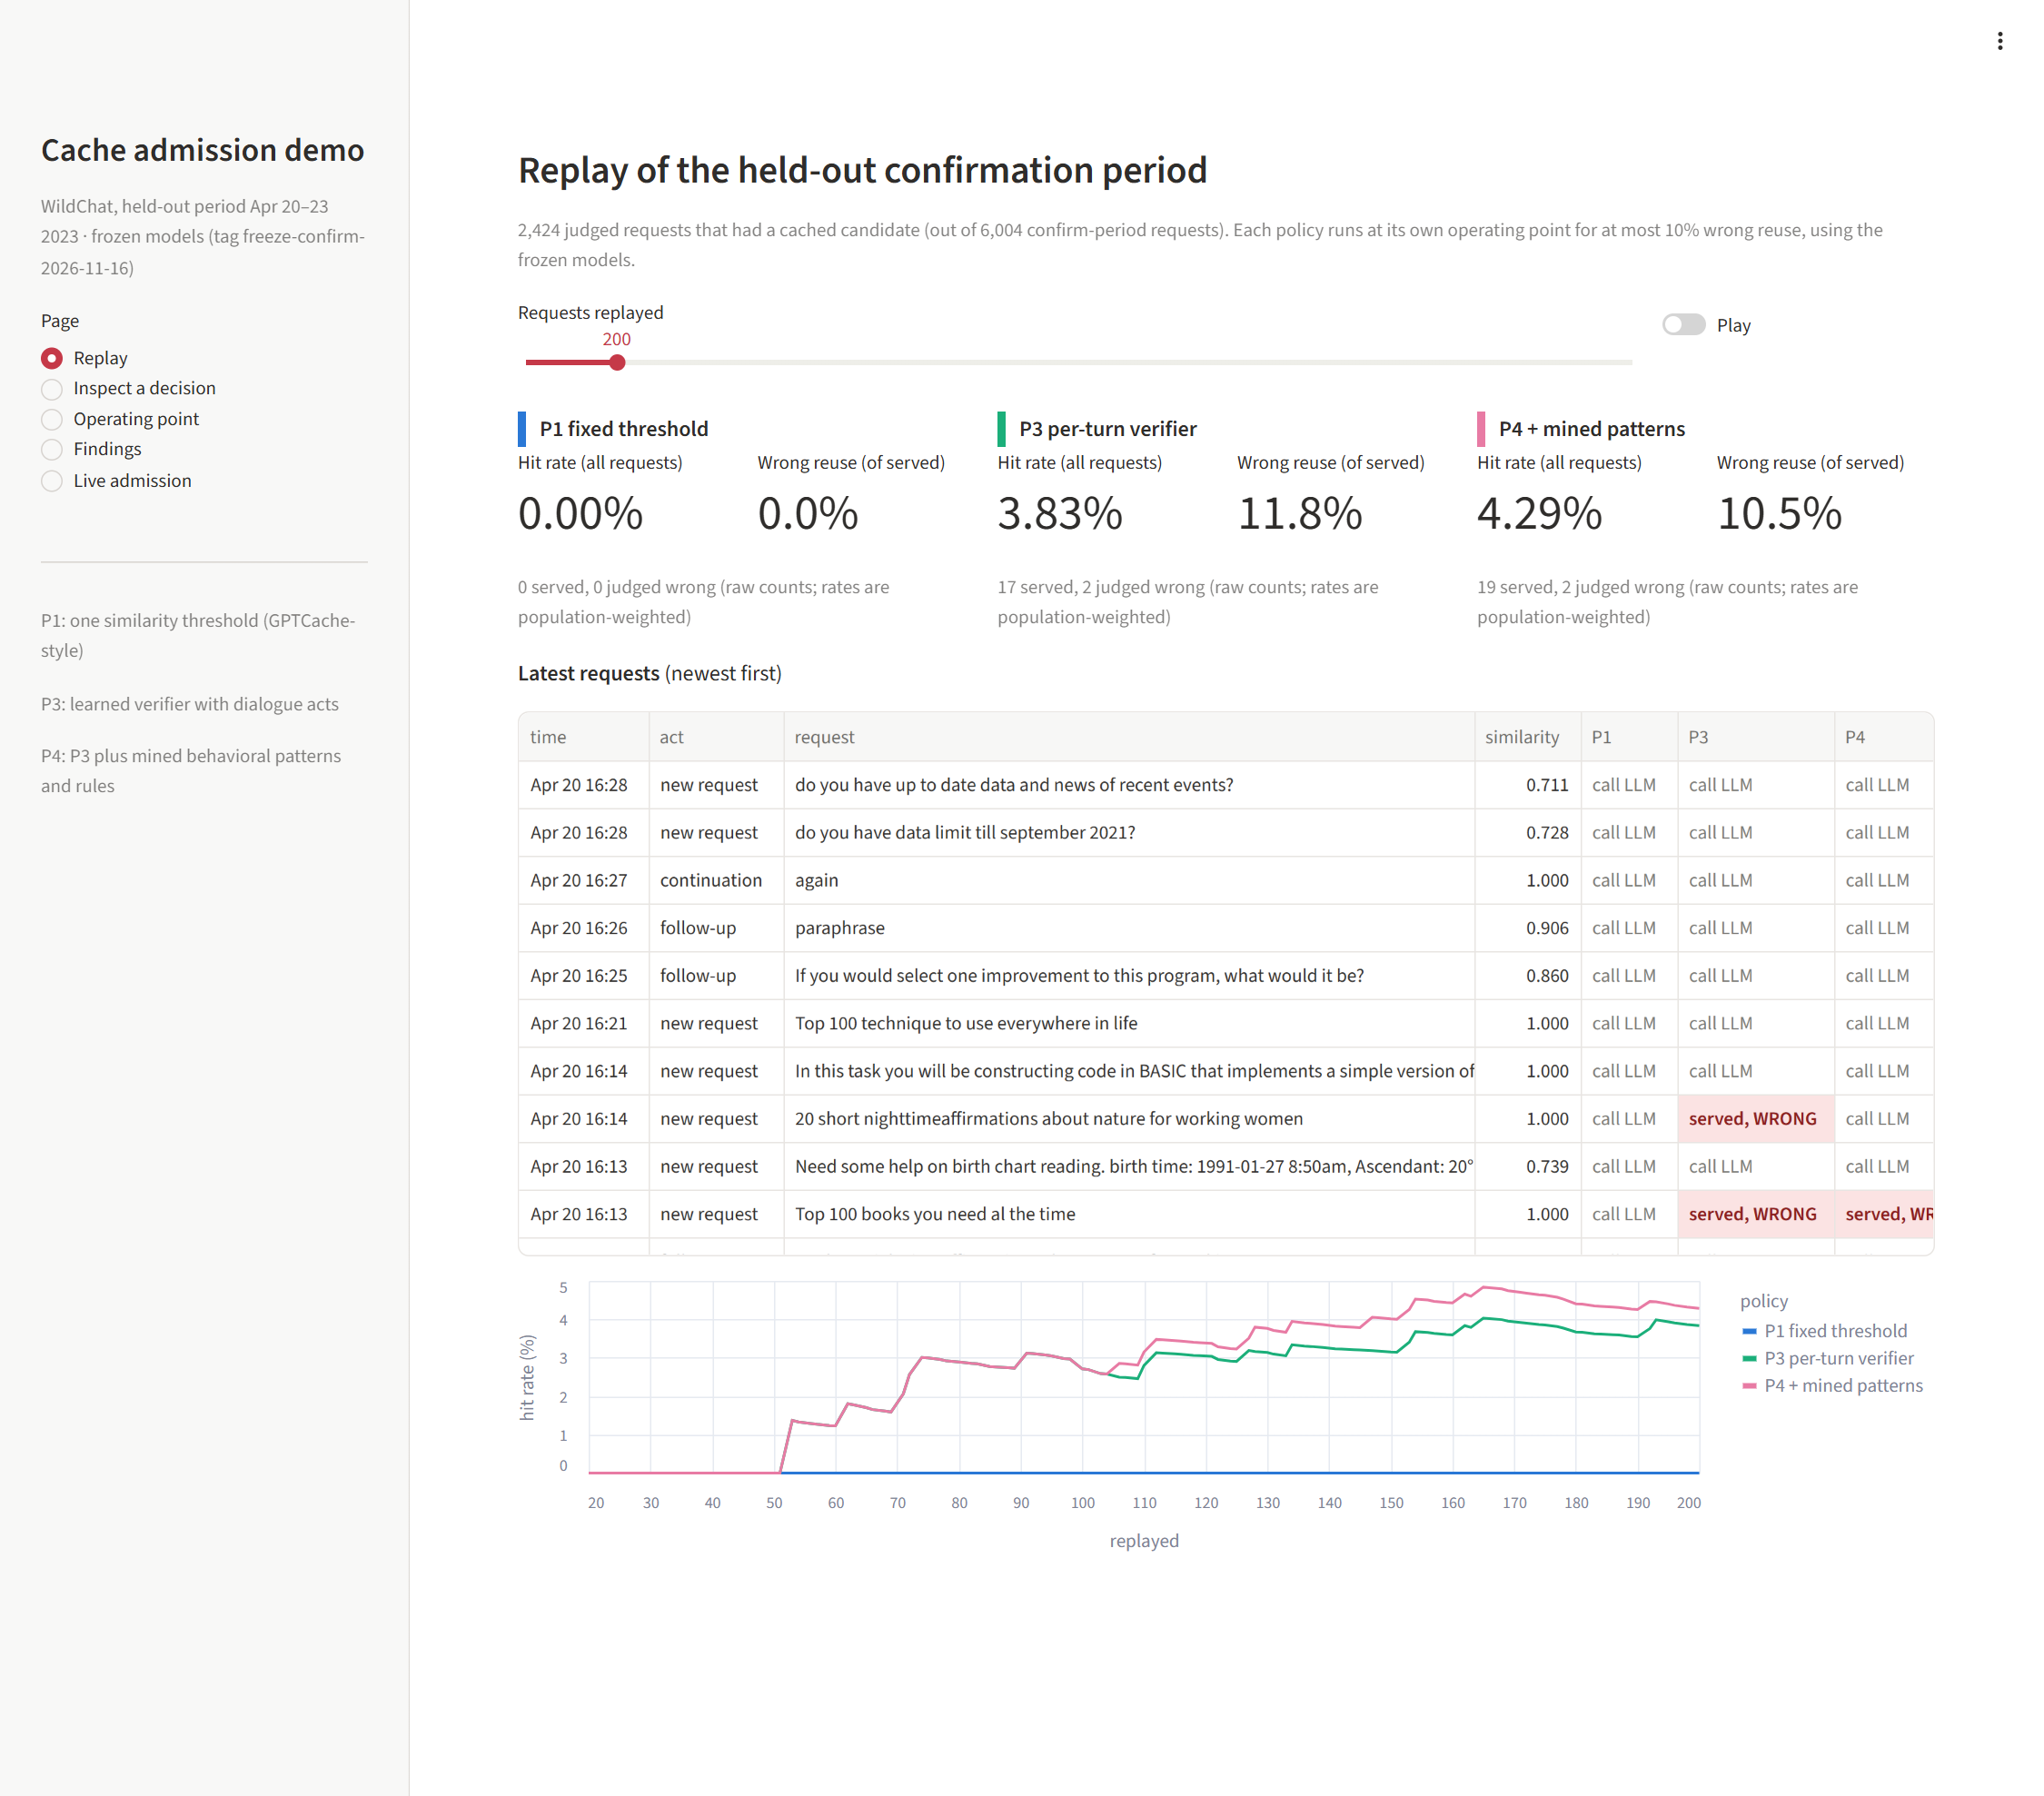 Cache admission demo
WildChat, held-out period Apr 20–23
2023 · frozen models (tag freeze-confirm-
2026-11-16)
Page
Replay
Inspect a decision
Operating point
Findings
Live admission
P1: one similarity threshold (GPTCache-
style)
P3: learned verifier with dialogue acts
P4: P3 plus mined behavioral patterns
and rules
Replay of the held-out confirmation period
2,424 judged requests that had a cached candidate (out of 6,004 confirm-period requests). Each policy runs at its own operating point for at most 10% wrong reuse, using the
frozen models.
Requests replayed
200
Play
P1 fixed threshold P3 per-turn verifier P4 + mined patterns
Hit rate (all requests) Wrong reuse (of served) Hit rate (all requests) Wrong reuse (of served) Hit rate (all requests) Wrong reuse (of served)
0.00% 0.0% 3.83% 11.8% 4.29% 10.5%
0 served, 0 judged wrong (raw counts; rates are 17 served, 2 judged wrong (raw counts; rates are 19 served, 2 judged wrong (raw counts; rates are
population-weighted) population-weighted) population-weighted)
Latest requests (newest first)
time act request similarity P1 P3 P4
Apr 20 16:28 new request do you have up to date data and news of recent events? 0.711 call LLM call LLM call LLM
Apr 20 16:28 new request do you have data limit till september 2021? 0.728 call LLM call LLM call LLM
Apr 20 16:27 continuation again 1.000 call LLM call LLM call LLM
Apr 20 16:26 follow-up paraphrase 0.906 call LLM call LLM call LLM
Apr 20 16:25 follow-up If you would select one improvement to this program, what would it be? 0.860 call LLM call LLM call LLM
Apr 20 16:21 new request Top 100 technique to use everywhere in life 1.000 call LLM call LLM call LLM
Apr 20 16:14 new request In this task you will be constructing code in BASIC that implements a simple version of 1.000 call LLM call LLM call LLM
Apr 20 16:14 new request 20 short nighttimeaffirmations about nature for working women 1.000 call LLM served, WRONG call LLM
Apr 20 16:13 new request Need some help on birth chart reading. birth time: 1991-01-27 8:50am, Ascendant: 20° 0.739 call LLM call LLM call LLM
Apr 20 16:13 new request Top 100 books you need al the time 1.000 call LLM served, WRONG served, WR
hit rate (%)
5
4
3
2
1
0
20 30 40 50 60 70 80 90 100 110 120 130 140 150 160 170 180 190 200
replayed
policy
P1 fixed threshold
P3 per-turn verifier
P4 + mined patterns